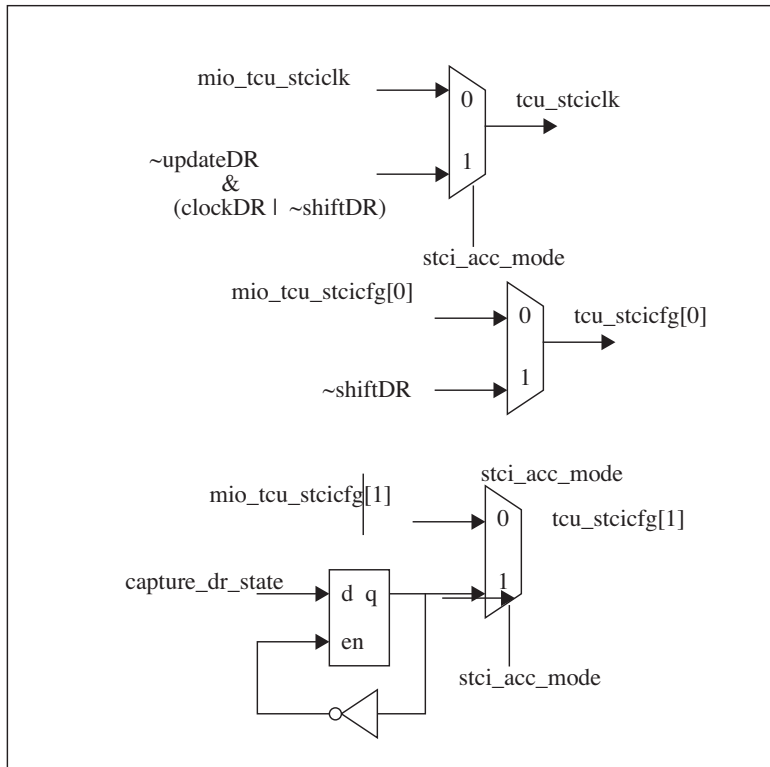 mio_tcu_stciclk
0
tcu_stciclk
~updateDR
&
(clockDR | ~shiftDR)
1
stci_acc_mode
mio_tcu_stcicfg[0]
0
tcu_stcicfg[0]
~shiftDR
1
stci_acc_mode
mio_tcu_stcicfg[1]
0
tcu_stcicfg[1]
capture_dr_state
d q
1
en
stci_acc_mode